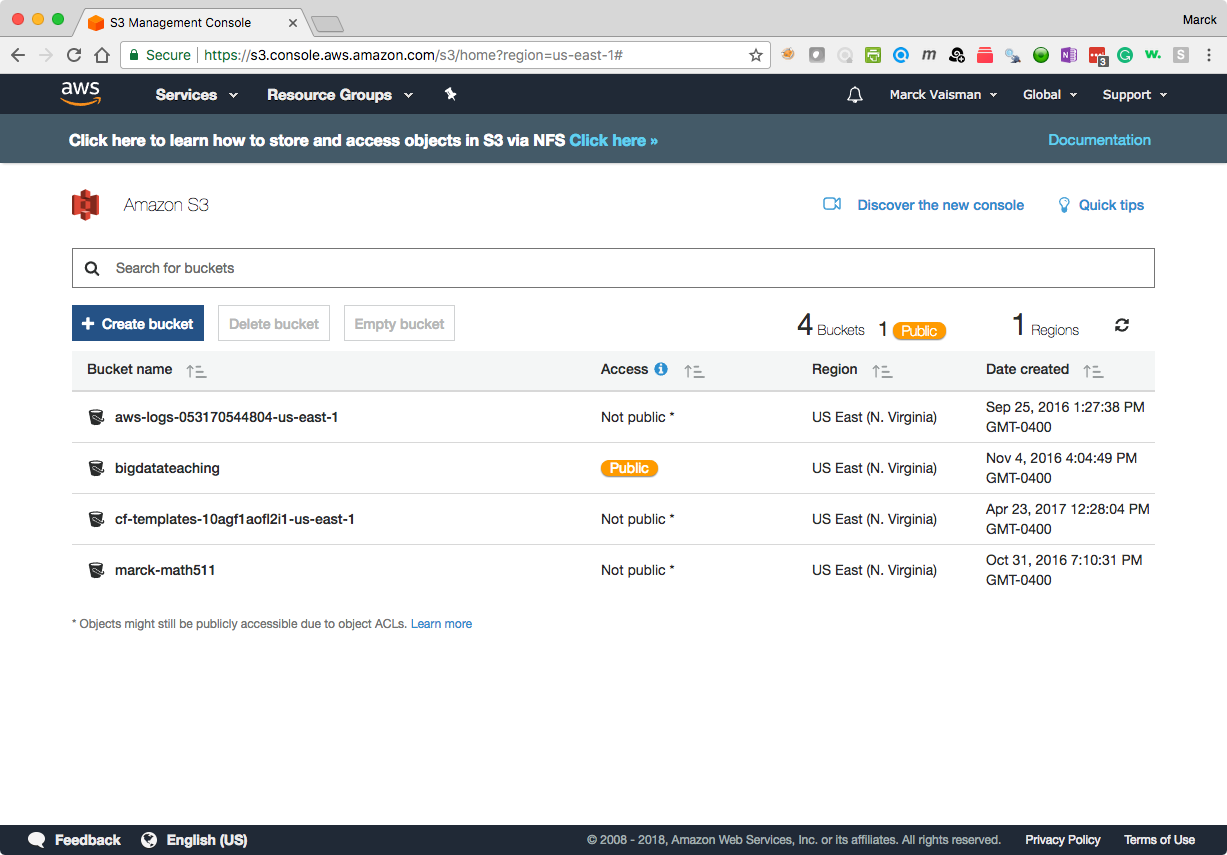 S3 Management Console
Marck
Secure https://s3.console.aws.amazon.com/s3/home?region=us-east-1#
m N 3 G w. S
aws Services Resource Groups Marck Vaisman Global Support
Click here to learn how to store and access objects in S3 via NFS Click here » Documentation
Amazon S3 Discover the new console Quick tips
Search for buckets
+ Create bucket Delete bucket Empty bucket 4 Buckets 1 Public 1 Regions
Bucket name Access i Region Date created
aws-logs-053170544804-us-east-1 Not public * US East (N. Virginia) Sep 25, 2016 1:27:38 PM
GMT-0400
bigdatateaching Public US East (N. Virginia) Nov 4, 2016 4:04:49 PM
GMT-0400
cf-templates-10agf1aofl2i1-us-east-1 Not public * US East (N. Virginia) Apr 23, 2017 12:28:04 PM
GMT-0400
marck-math511 Not public * US East (N. Virginia) Oct 31, 2016 7:10:31 PM
GMT-0400
* Objects might still be publicly accessible due to object ACLs. Learn more
Feedback English (US) © 2008 - 2018, Amazon Web Services, Inc. or its affiliates. All rights reserved. Privacy Policy Terms of Use